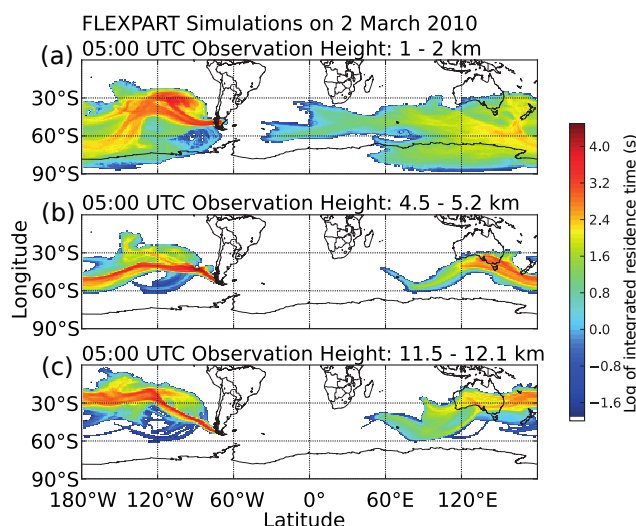 FLEXPART Simulations on 2 March 2010
(a) 05:00 UTC Observation Height: 1 - 2 km
30°S
60°S
90°S
(b) 05:00 UTC Observation Height: 4.5 - 5.2 km
30°S
60°S
90°S
(c) 05:00 UTC Observation Height: 11.5 - 12.1 km
30°S
60°S
90°S
180°W 120°W 60°W 0° 60°E 120°E
Latitude
Longitude
4.0
3.2
2.4
1.6
0.8
0.0
−0.8
−1.6
Log of integrated residence time (s)